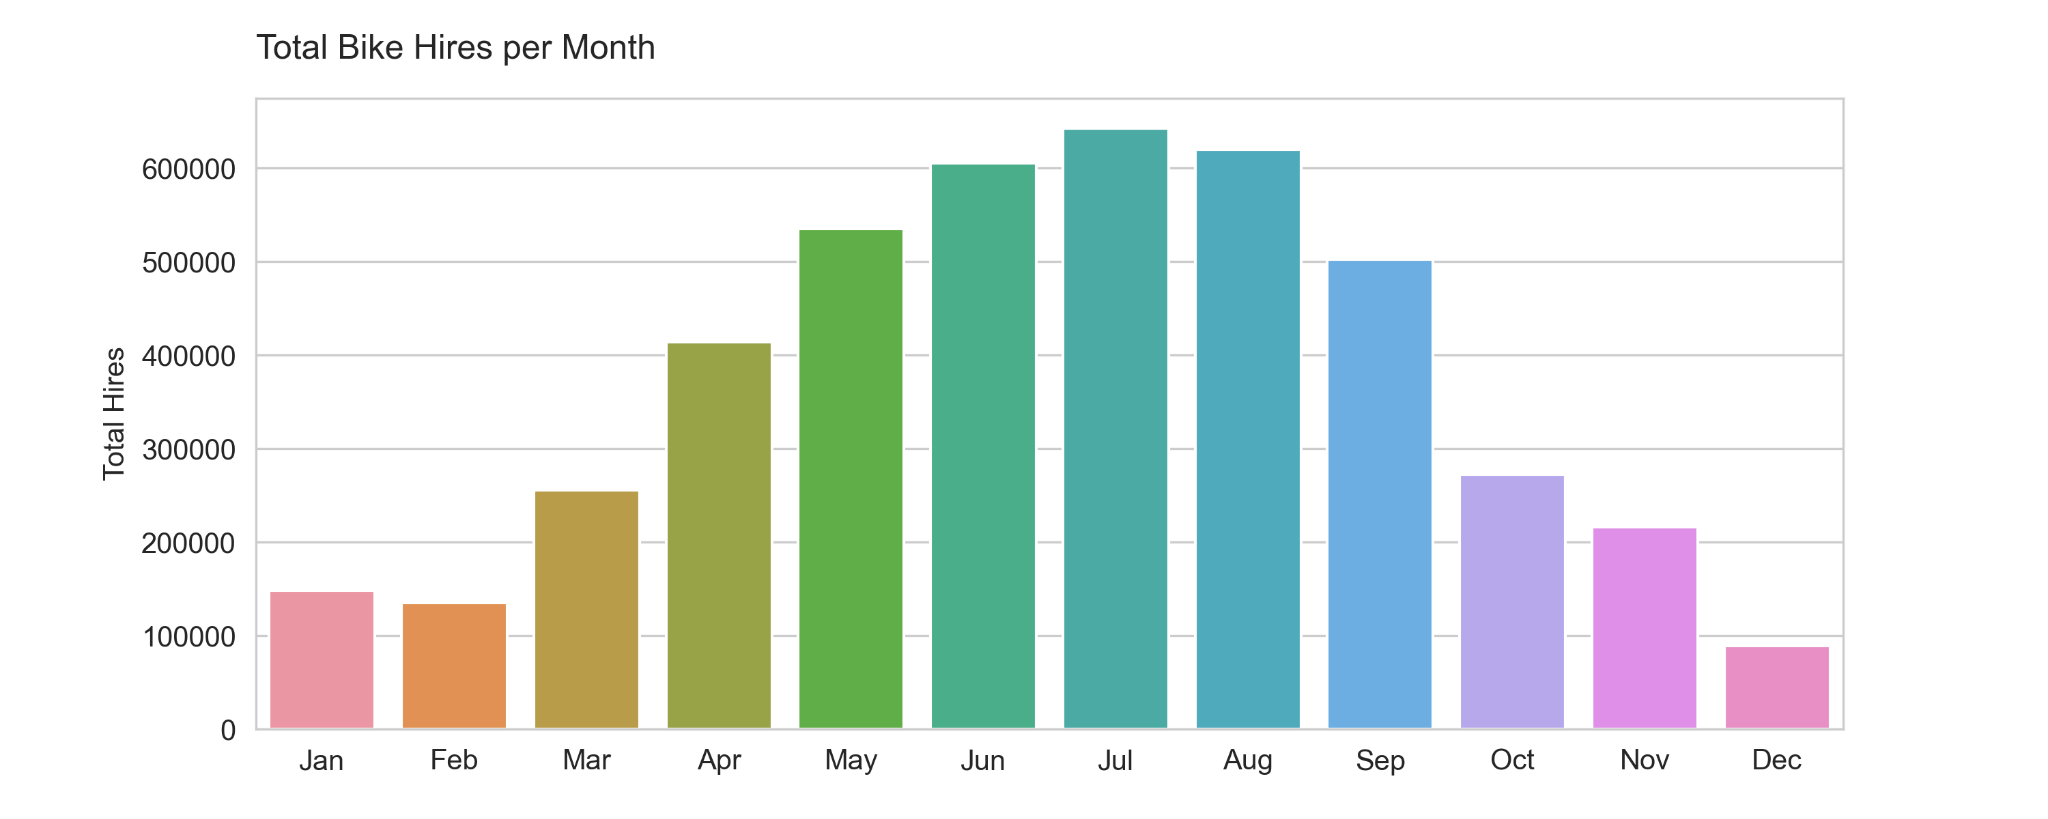 Total Bike Hires per Month
Total Hires
600000
500000
400000
300000
200000
100000
0
Jan Feb Mar Apr May Jun Jul Aug Sep Oct Nov Dec